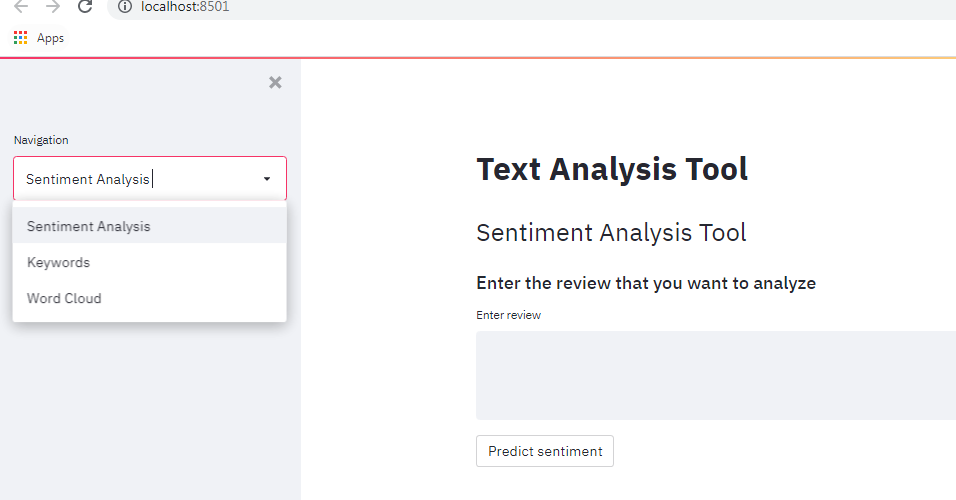 localhost:8501
Apps
Navigation
Sentiment Analysis
Sentiment Analysis
Keywords
Word Cloud
Text Analysis Tool
Sentiment Analysis Tool
Enter the review that you want to analyze
Enter review
Predict sentiment